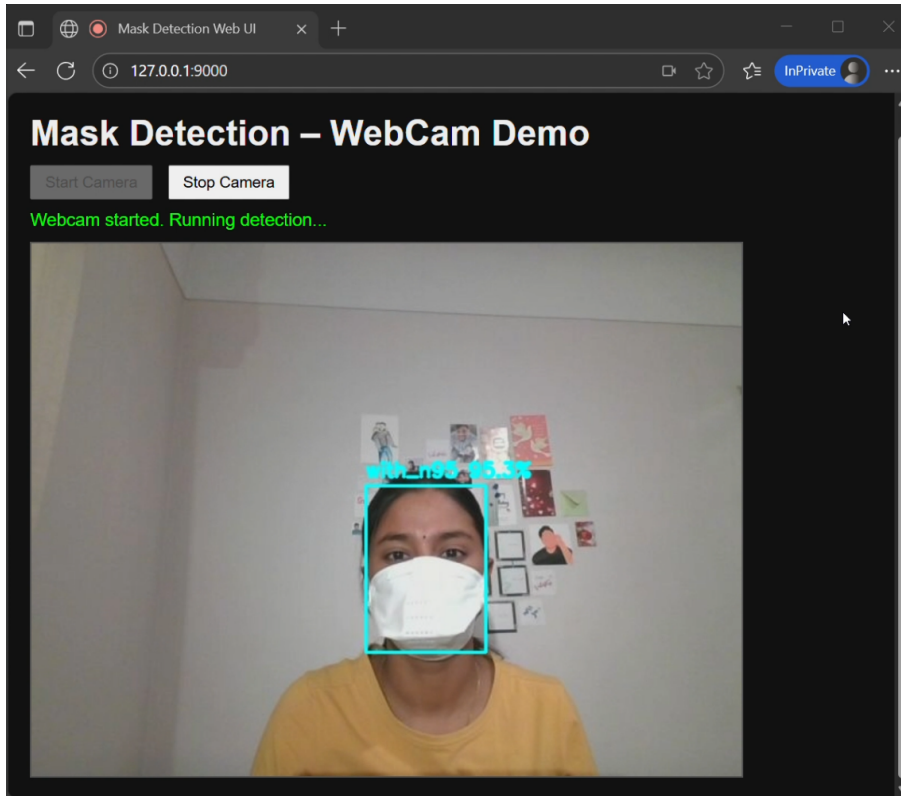 Mask Detection Web UI
127.0.0.1:9000
InPrivate
Mask Detection – WebCam Demo
Start Camera
Stop Camera
Webcam started. Running detection...
with_n95 95.3%